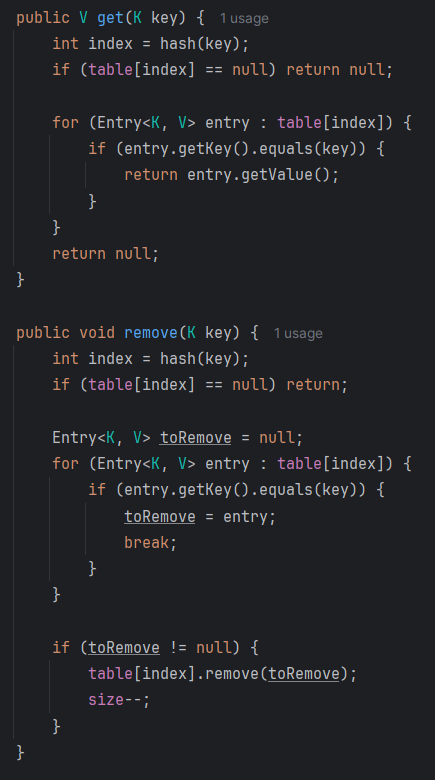 public V get(K key) { 1 usage
    int index = hash(key);
    if (table[index] == null) return null;

    for (Entry<K, V> entry : table[index]) {
        if (entry.getKey().equals(key)) {
            return entry.getValue();
        }
    }
    return null;
}

public void remove(K key) { 1 usage
    int index = hash(key);
    if (table[index] == null) return;

    Entry<K, V> toRemove = null;
    for (Entry<K, V> entry : table[index]) {
        if (entry.getKey().equals(key)) {
            toRemove = entry;
            break;
        }
    }

    if (toRemove != null) {
        table[index].remove(toRemove);
        size--;
    }
}